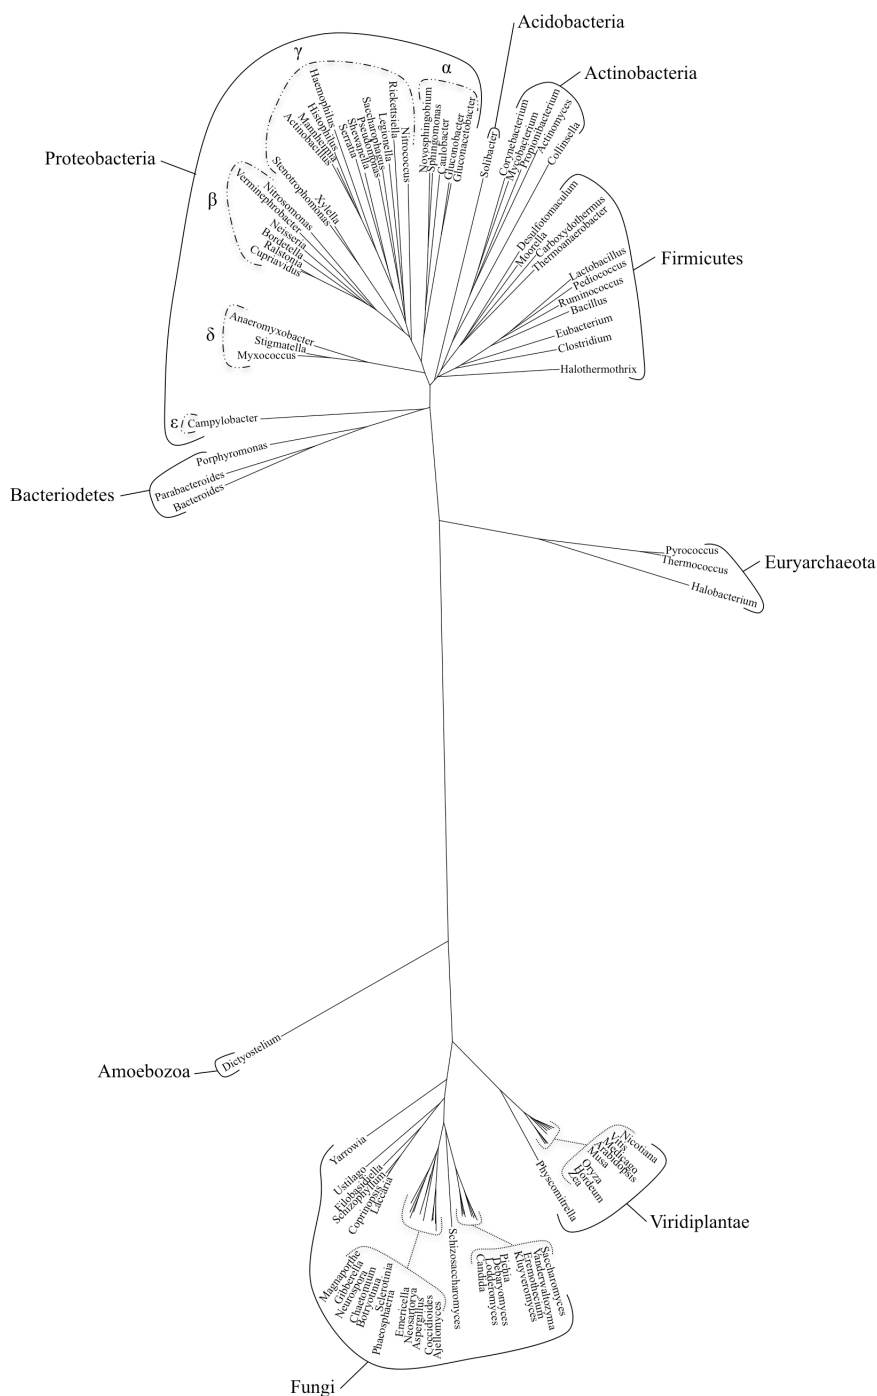 Acidobacteria
Actinobacteria
Proteobacteria
γ
α
Haemophilus
Histophilus
Mannheimia
Actinobacillus
Serratia
Shewanella
Pseudomonas
Saccharophagus
Legionella
Rickettsiella
Nitrococcus
Novosphingobium
Sphingomonas
Caulobacter
Gluconobacter
Gluconacetobacter
Solibacter
Corynebacterium
Mycobacterium
Propionibacterium
Actinomyces
Collinsella
Stenotrophomonas
Xylella
β
Nitrosomonas
Verminephrobacter
Neisseria
Bordetella
Ralstonia
Cupriavidus
Desulfotomaculum
Moorella
Carboxydothermus
Thermoanaerobacter
Firmicutes
Lactobacillus
Pediococcus
Ruminococcus
Bacillus
Eubacterium
Clostridium
Halothermothrix
δ
Anaeromyxobacter
Stigmatella
Myxococcus
ε
Campylobacter
Porphyromonas
Bacteriodetes
Parabacteroides
Bacteroides
Pyrococcus
Thermococcus
Euryarchaeota
Halobacterium
Dictyostelium
Amoebozoa
Yarrowia
Ustilago
Filobasidiella
Schizophyllum
Coprinopsis
Laccaria
Schizosaccharomyces
Physcomitrella
Nicotiana
Vitis
Medicago
Arabidopsis
Musa
Oryza
Hordeum
Zea
Viridiplantae
Magnaporthe
Gibberella
Neurospora
Chaetomium
Botryotinia
Sclerotinia
Phaeosphaeria
Emericella
Neosartorya
Aspergillus
Coccidioides
Ajellomyces
Candida
Lodderomyces
Debaryomyces
Pichia
Kluyveromyces
Eremothecium
Vanderwaltozyma
Saccharomyces
Fungi